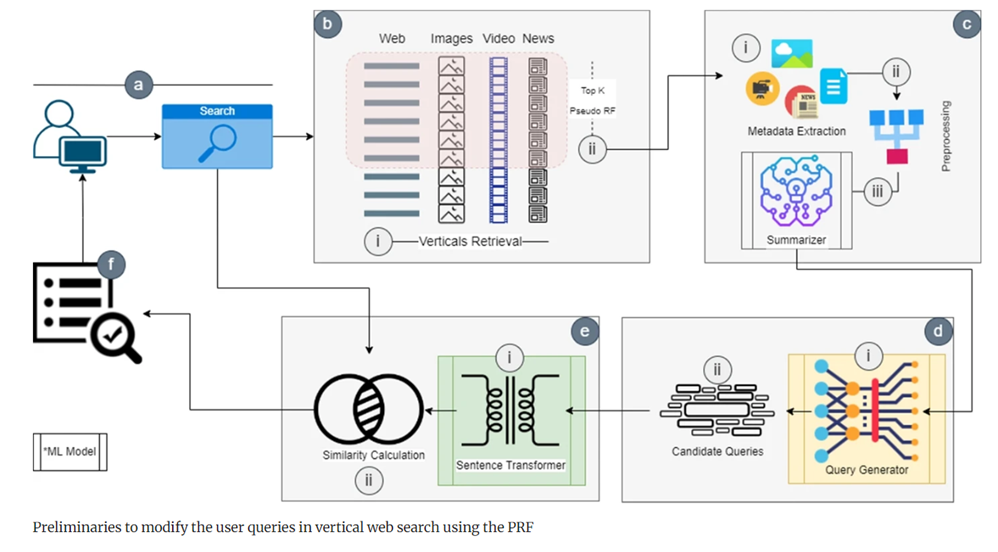 a
Search
b
Web Images Video News
Top K
Pseudo RF
ii
i
Verticals Retrieval
c
i
NEWS
ii
Metadata Extraction
Preprocessing
iii
Summarizer
f
*ML Model
e
i
Similarity Calculation
Sentence Transformer
ii
d
i
ii
Candidate Queries
Query Generator
Preliminaries to modify the user queries in vertical web search using the PRF